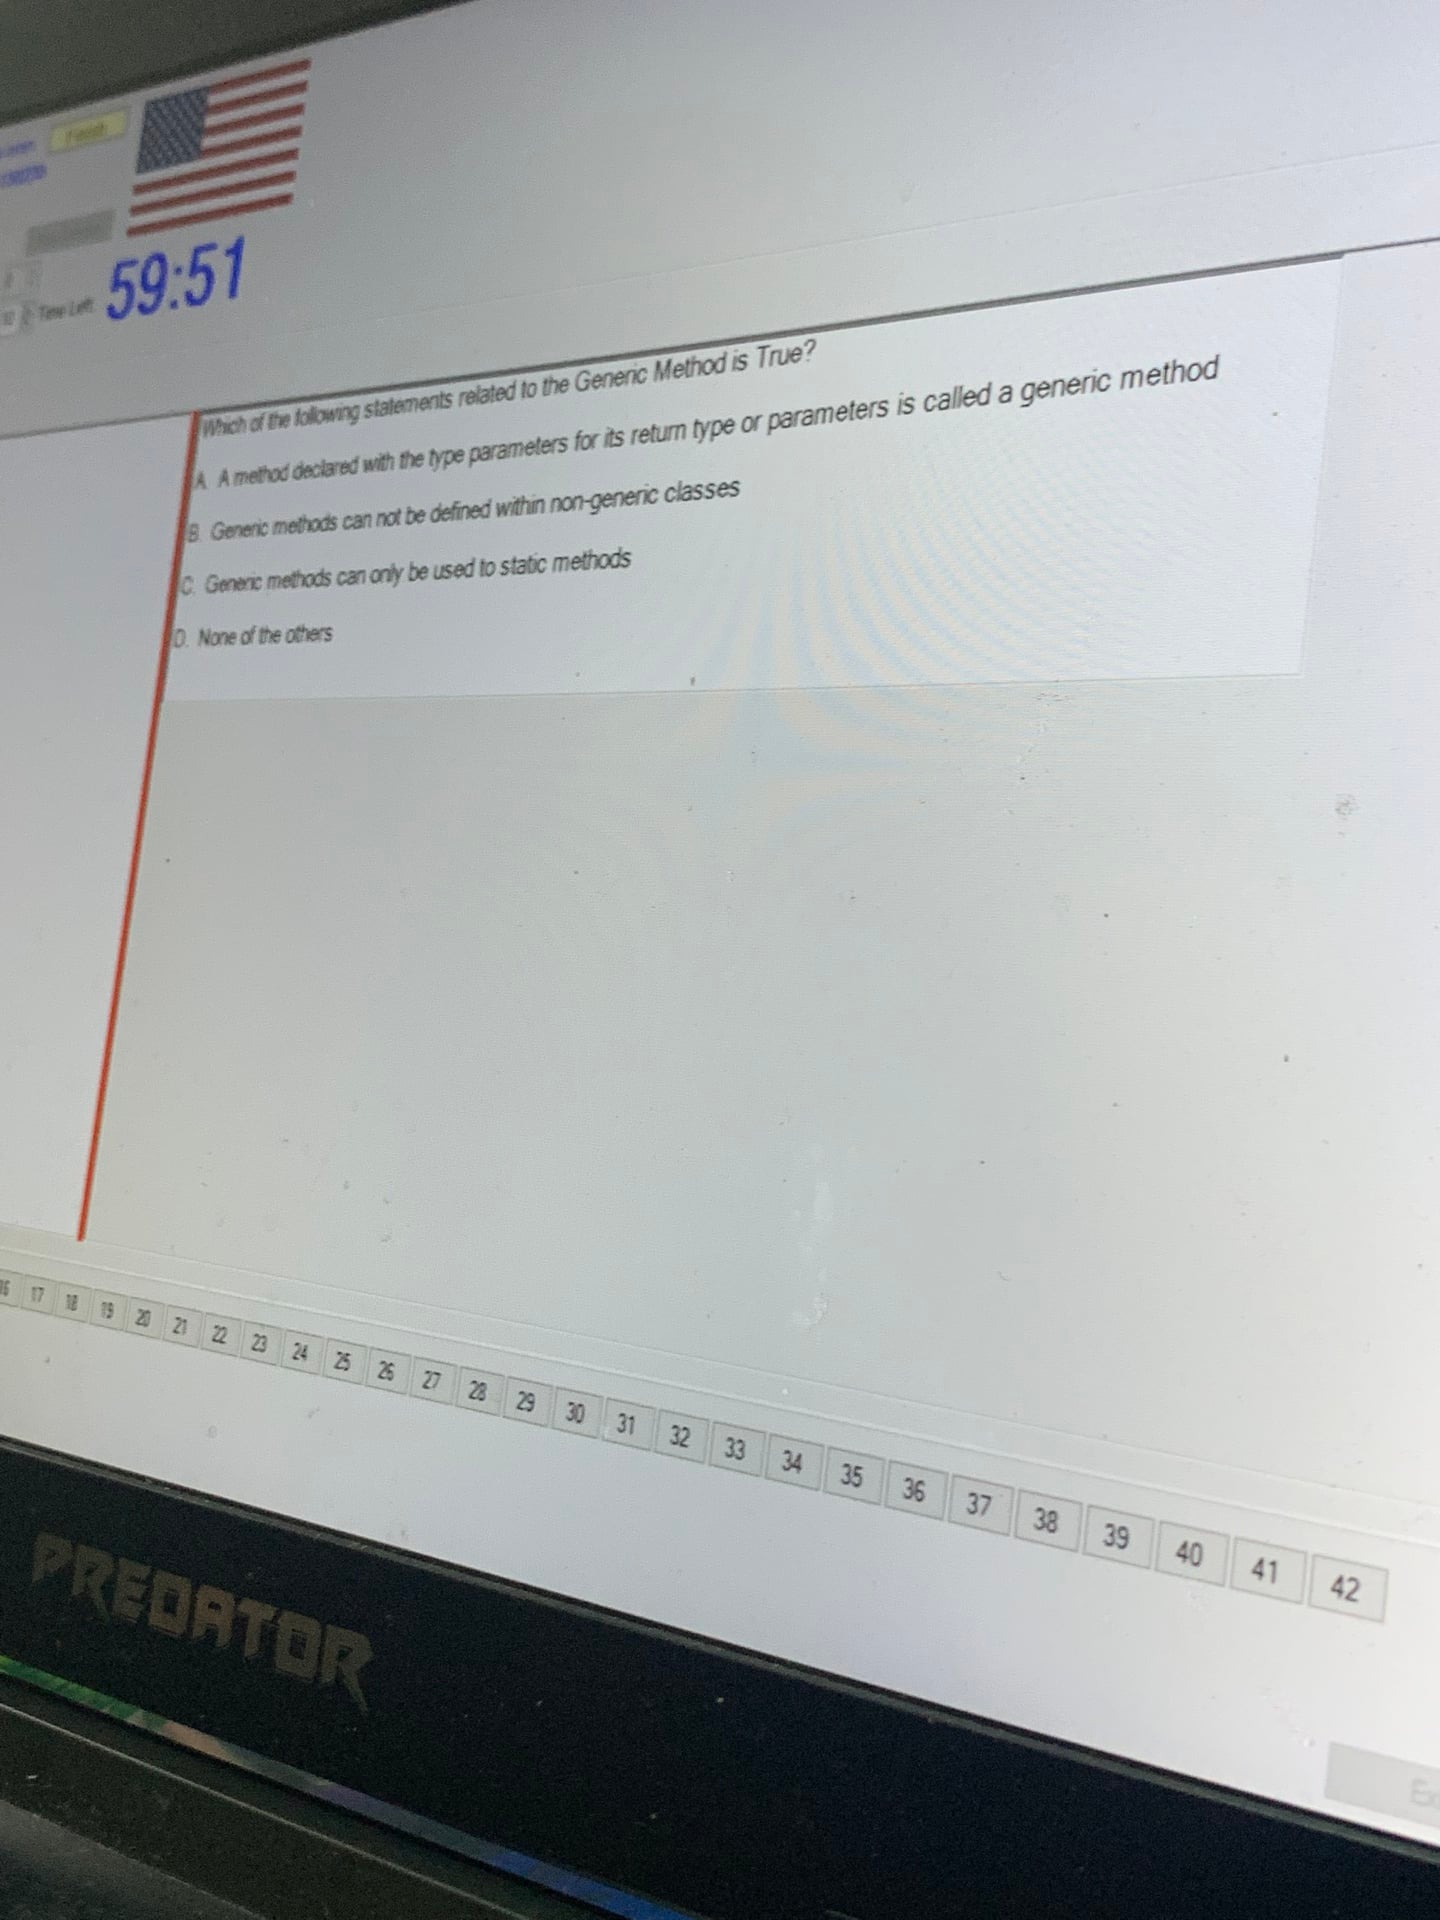 Finish
Time Left:
59:51
Which of the following statements related to the Generic Method is True?
A. A method declared with the type parameters for its return type or parameters is called a generic method
B. Generic methods can not be defined within non-generic classes
C. Generic methods can only be used to static methods
D. None of the others
17 18 19 20 21 22 23 24 25 26 27 28 29 30 31 32 33 34 35 36 37 38 39 40 41 42
PREDATOR